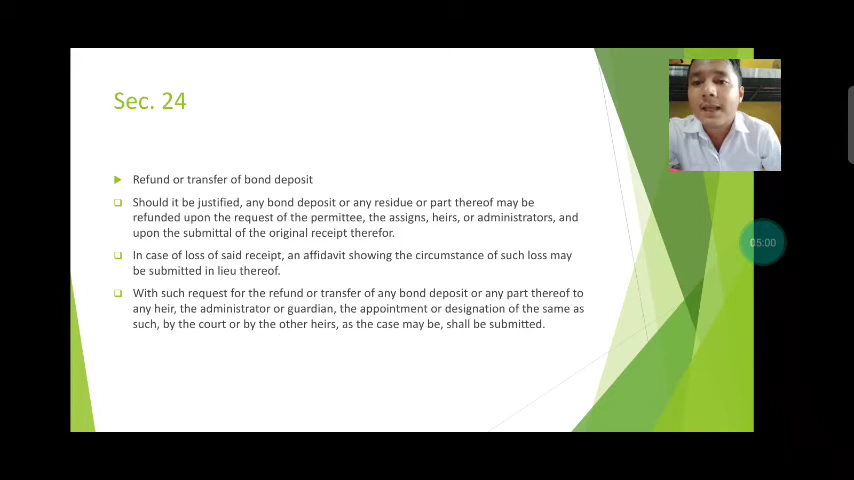 Sec. 24
Refund or transfer of bond deposit
Should it be justified, any bond deposit or any residue or part thereof may be
refunded upon the request of the permittee, the assigns, heirs, or administrators, and
upon the submittal of the original receipt therefor.
In case of loss of said receipt, an affidavit showing the circumstance of such loss may
be submitted in lieu thereof.
With such request for the refund or transfer of any bond deposit or any part thereof to
any heir, the administrator or guardian, the appointment or designation of the same as
such, by the court or by the other heirs, as the case may be, shall be submitted.
05:00